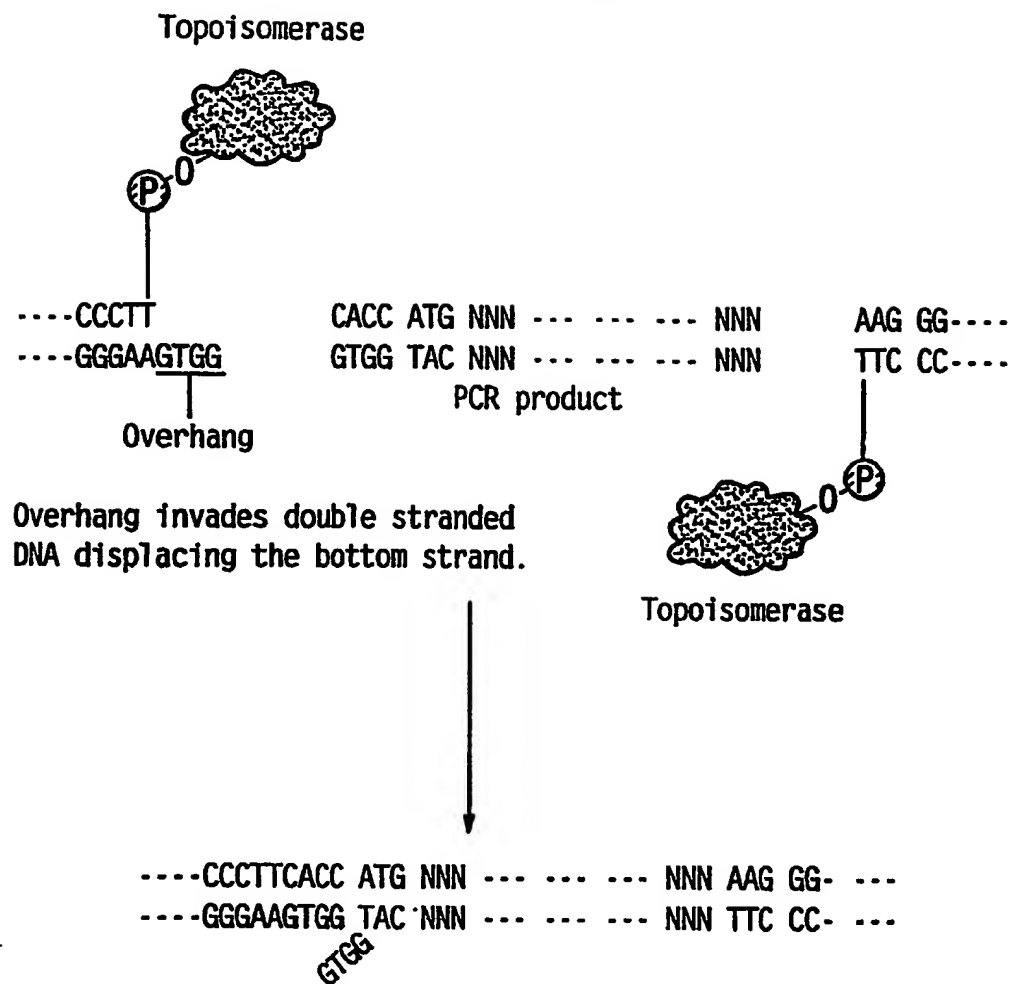 Topoisomerase
O
P
----CCCTT CACC ATG NNN --- --- --- NNN AAG GG----
----GGGAAGTGG GTGG TAC NNN --- --- --- NNN TTC CC----
PCR product
Overhang
P
O
Overhang invades double stranded
DNA displacing the bottom strand.
Topoisomerase
----CCCTTCACC ATG NNN --- --- --- NNN AAG GG- ---
----GGGAAGTGG TAC NNN --- --- --- NNN TTC CC- ---
GTGG